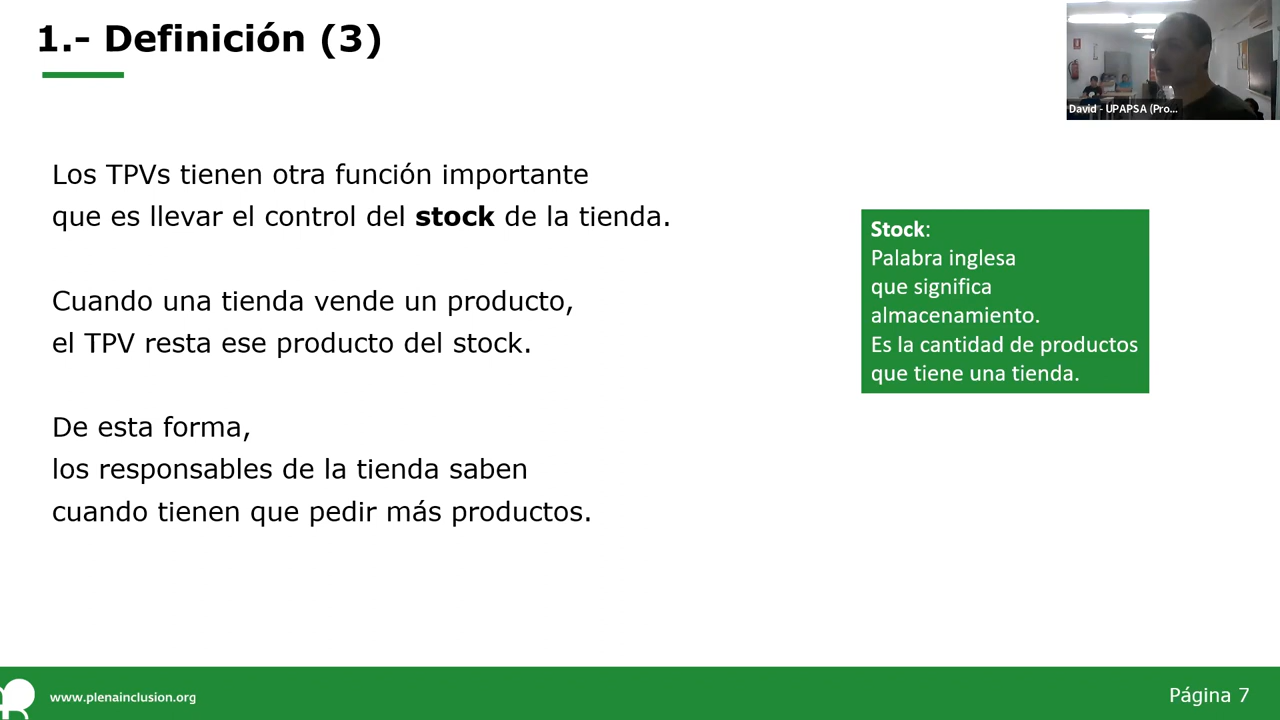 1.- Definición (3)
David - UPAPSA (Pro...
Los TPVs tienen otra función importante
que es llevar el control del stock de la tienda.
Cuando una tienda vende un producto,
el TPV resta ese producto del stock.
De esta forma,
los responsables de la tienda saben
cuando tienen que pedir más productos.
Stock:
Palabra inglesa
que significa
almacenamiento.
Es la cantidad de productos
que tiene una tienda.
www.plenainclusion.org
Página 7